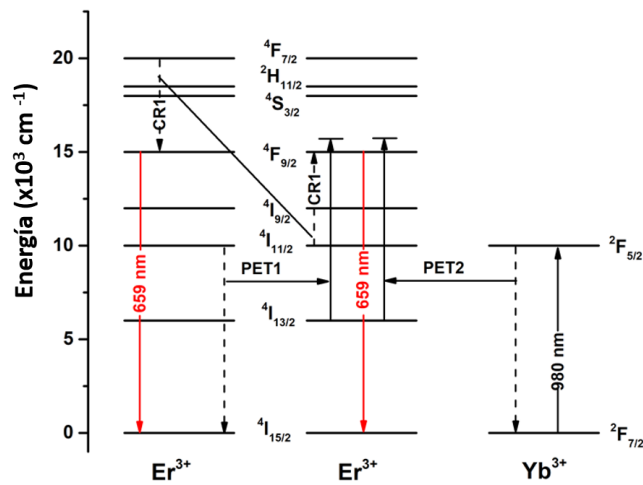 Energía (x10³ cm ⁻¹)
20
15
10
5
0
⁴F₇/₂
²H₁₁/₂
⁴S₃/₂
⁴F₉/₂
⁴I₉/₂
⁴I₁₁/₂
⁴I₁₃/₂
⁴I₁₅/₂
²F₅/₂
²F₇/₂
CR1
CR1
659 nm
659 nm
PET1
PET2
980 nm
Er³⁺
Er³⁺
Yb³⁺